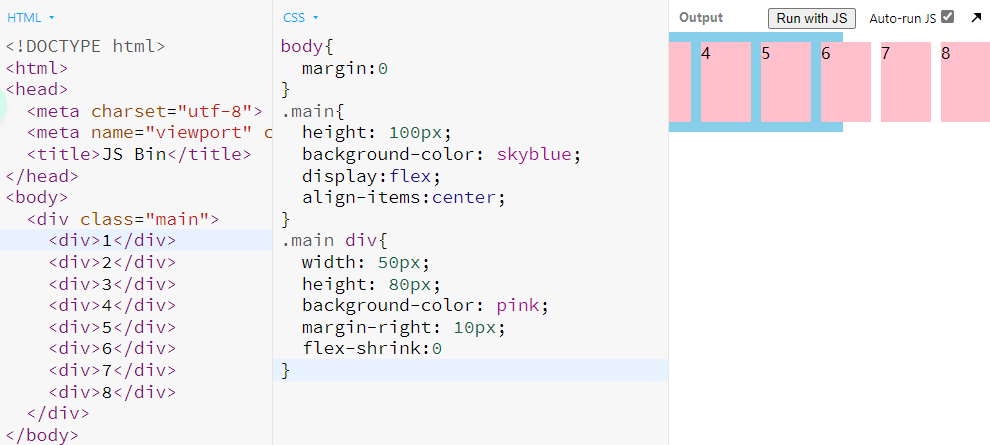 HTML
<!DOCTYPE html>
<html>
<head>
  <meta charset="utf-8">
  <meta name="viewport" c
  <title>JS Bin</title>
</head>
<body>
  <div class="main">
    <div>1</div>
    <div>2</div>
    <div>3</div>
    <div>4</div>
    <div>5</div>
    <div>6</div>
    <div>7</div>
    <div>8</div>
  </div>
</body>
CSS
body{
  margin:0
}
.main{
  height: 100px;
  background-color: skyblue;
  display:flex;
  align-items:center;
}
.main div{
  width: 50px;
  height: 80px;
  background-color: pink;
  margin-right: 10px;
  flex-shrink:0
}
Output Run with JS Auto-run JS
4 5 6 7 8